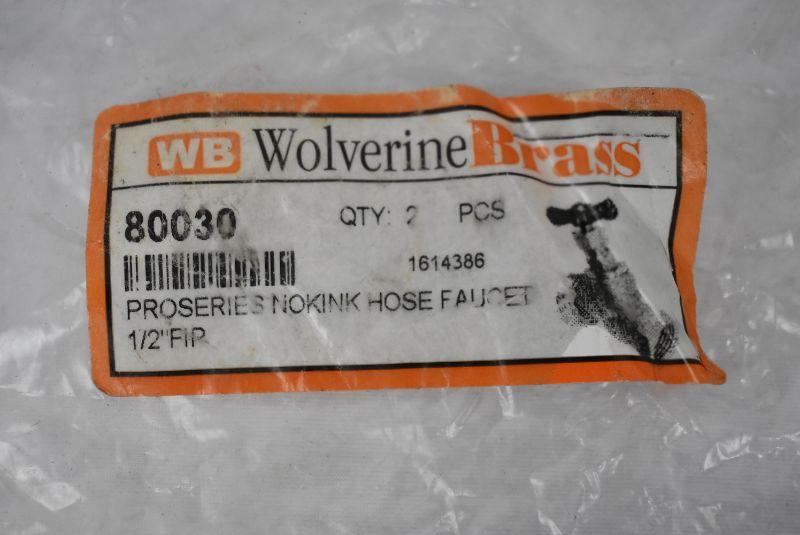 WB Wolverine Brass
80030 QTY: 2 PCS
1614386
PROSERIES NOKINK HOSE FAUCET
1/2"FIP